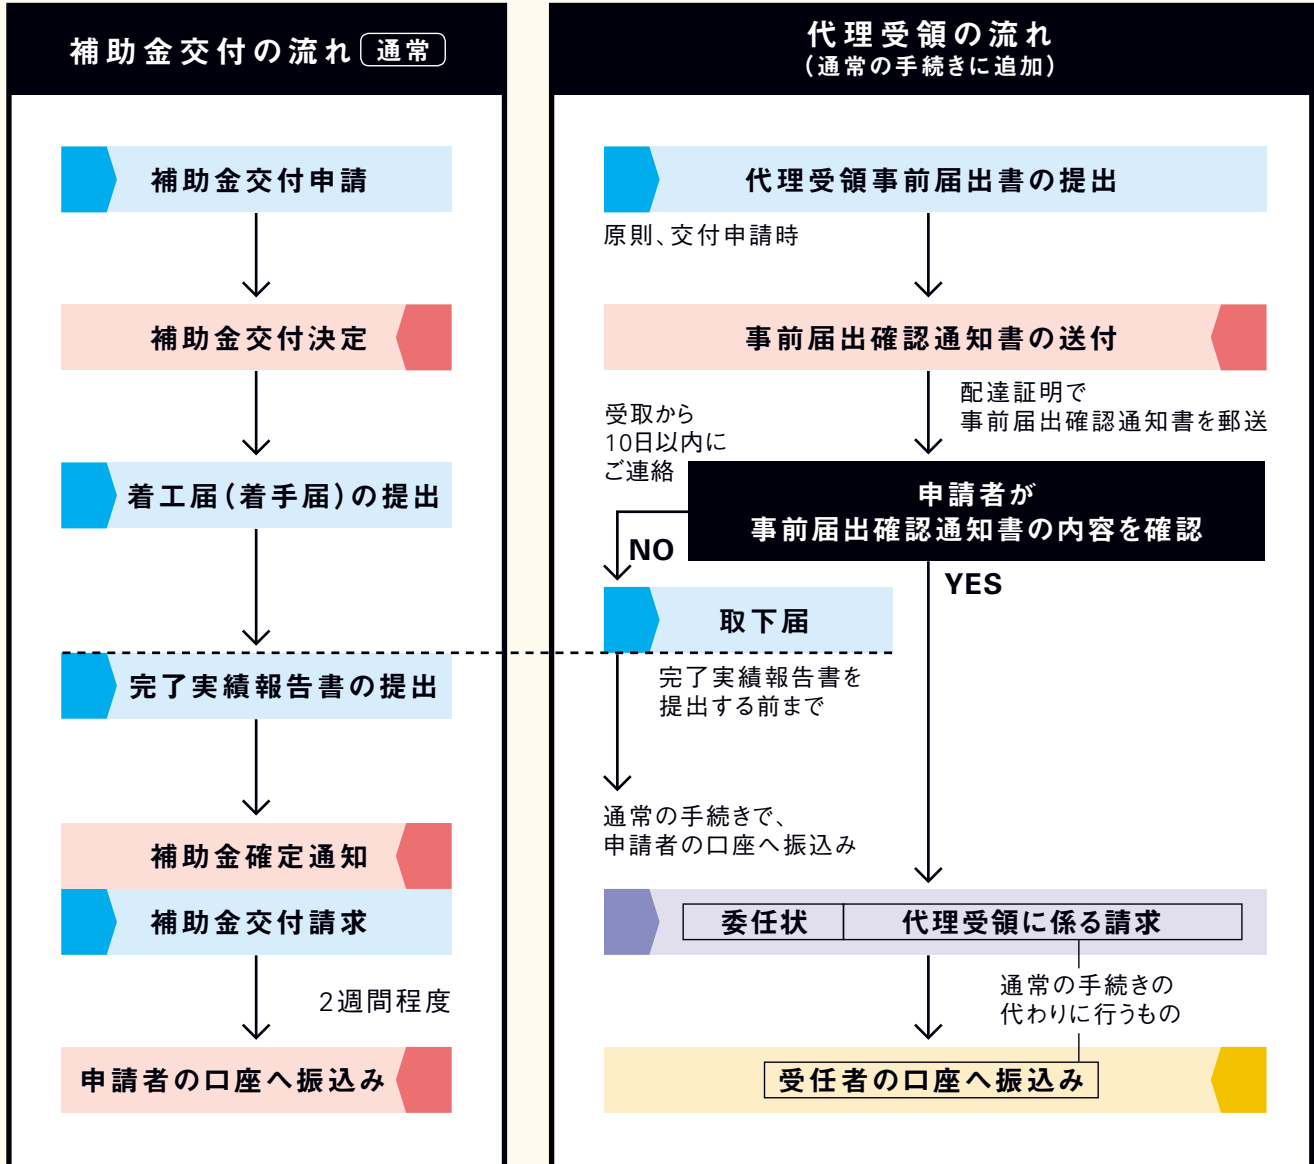 補助金交付の流れ 通常
補助金交付申請
補助金交付決定
着工届(着手届)の提出
完了実績報告書の提出
補助金確定通知
補助金交付請求
2週間程度
申請者の口座へ振込み
代理受領の流れ
(通常の手続きに追加)
代理受領事前届出書の提出
原則、交付申請時
事前届出確認通知書の送付
配達証明で
事前届出確認通知書を郵送
受取から
10日以内に
ご連絡
申請者が
事前届出確認通知書の内容を確認
NO
YES
取下届
完了実績報告書を
提出する前まで
通常の手続きで、
申請者の口座へ振込み
委任状 代理受領に係る請求
通常の手続きの
代わりに行うもの
受任者の口座へ振込み